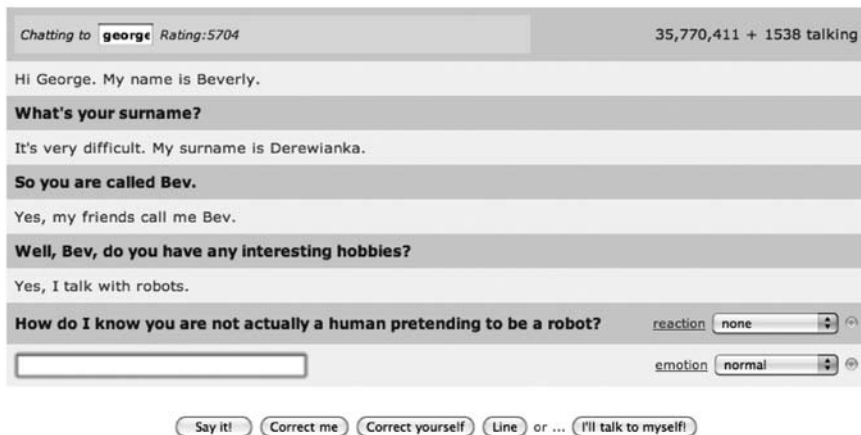 Chatting to george Rating:5704 35,770,411 + 1538 talking
Hi George. My name is Beverly.
What's your surname?
It's very difficult. My surname is Derewianka.
So you are called Bev.
Yes, my friends call me Bev.
Well, Bev, do you have any interesting hobbies?
Yes, I talk with robots.
How do I know you are not actually a human pretending to be a robot? reaction none
emotion normal
Say it! Correct me Correct yourself Line or ... I'll talk to myself!